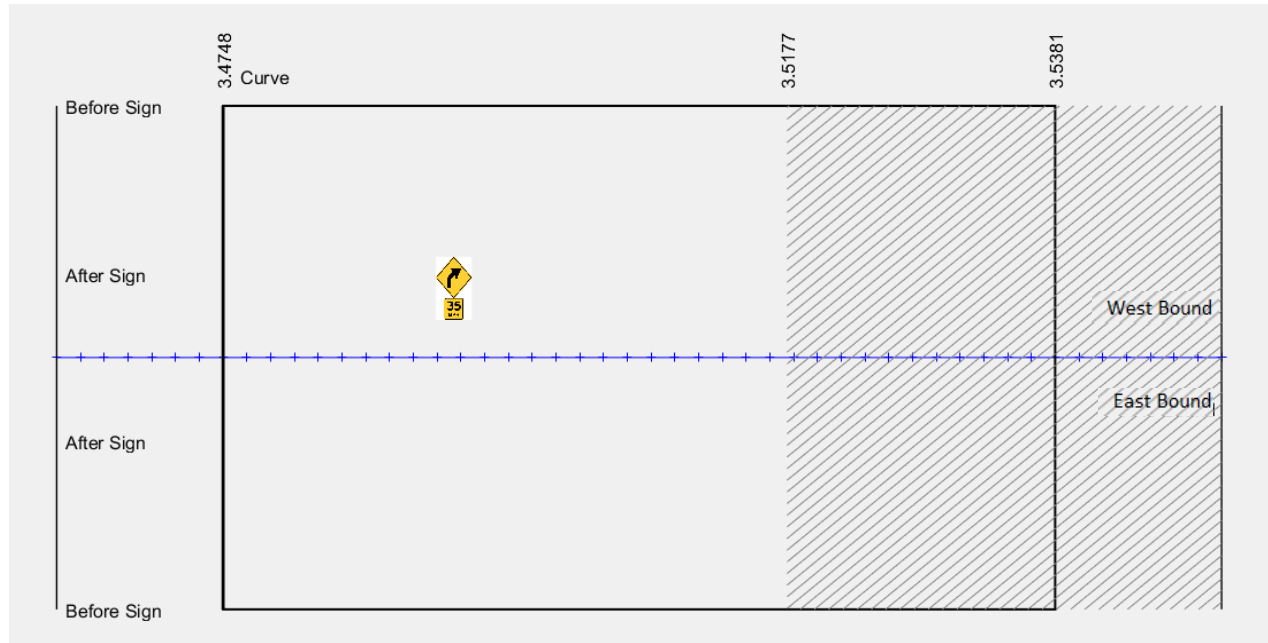 3.4748
3.5177
3.5381
Curve
Before Sign
After Sign
35
West Bound
East Bound
After Sign
Before Sign